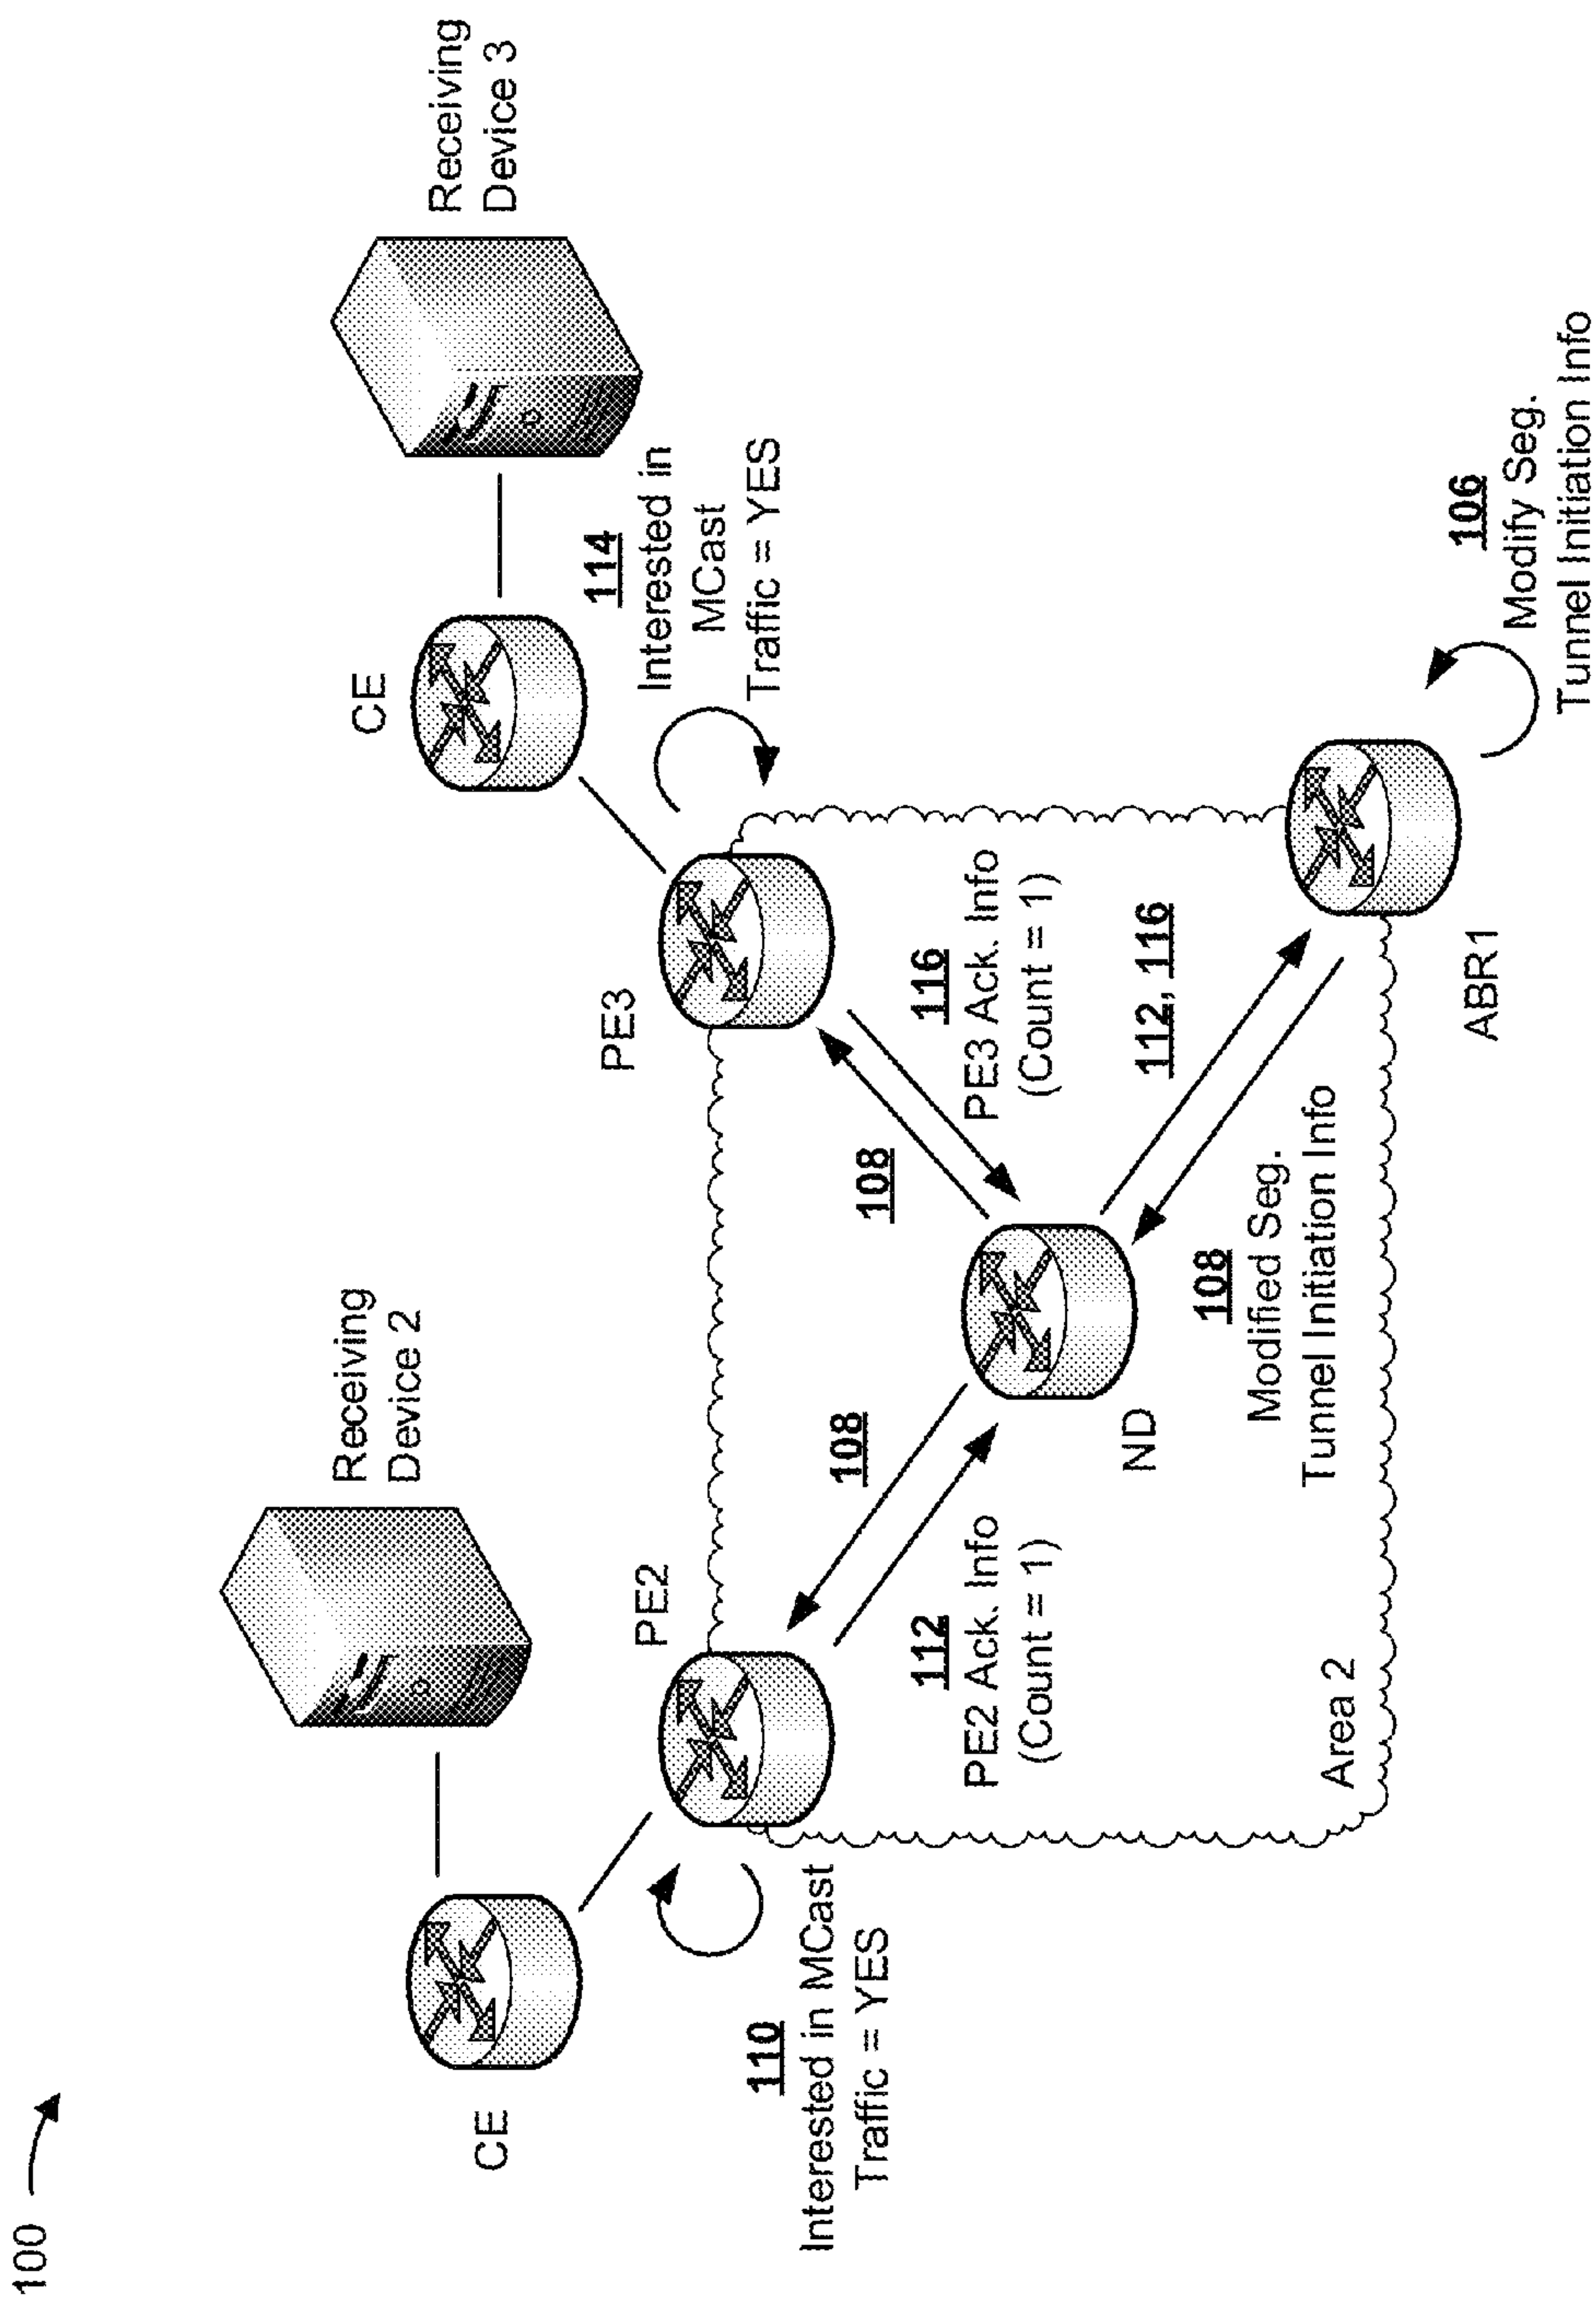 100
Receiving
Device 2
Receiving
Device 3
CE
CE
PE2
PE3
110
Interested in MCast
Traffic = YES
114
Interested in
MCast
Traffic = YES
108
108
112
PE2 Ack. Info
(Count = 1)
116
PE3 Ack. Info
(Count = 1)
ND
112, 116
108
Modified Seg.
Tunnel Initiation Info
Area 2
ABR1
106
Modify Seg.
Tunnel Initiation Info